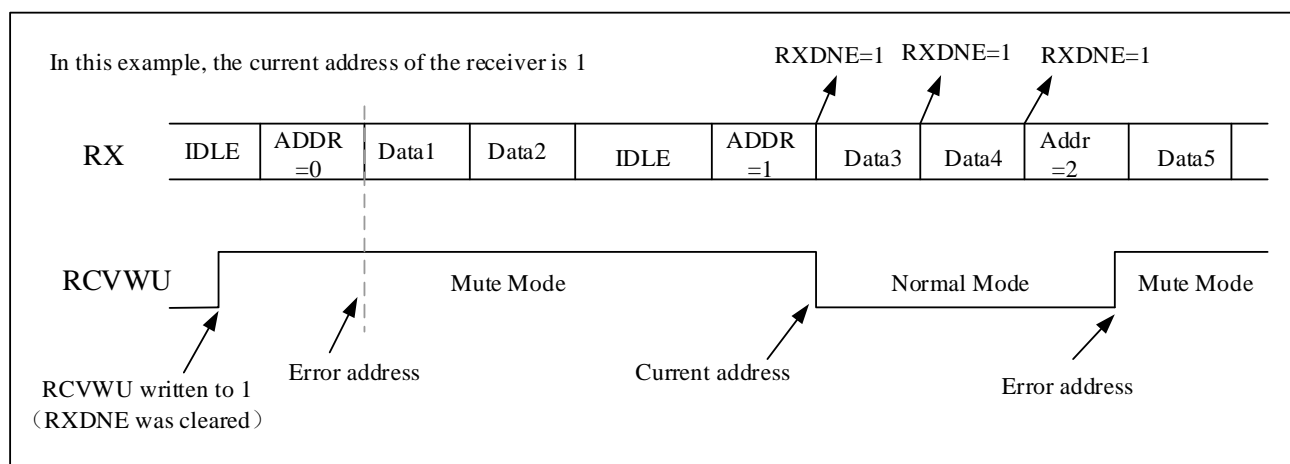 In this example, the current address of the receiver is 1
RXDNE=1
RXDNE=1
RXDNE=1
RX
IDLE
ADDR
=0
Data1
Data2
IDLE
ADDR
=1
Data3
Data4
Addr
=2
Data5
RCVWU
Mute Mode
Normal Mode
Mute Mode
RCVWU written to 1
（RXDNE was cleared）
Error address
Current address
Error address